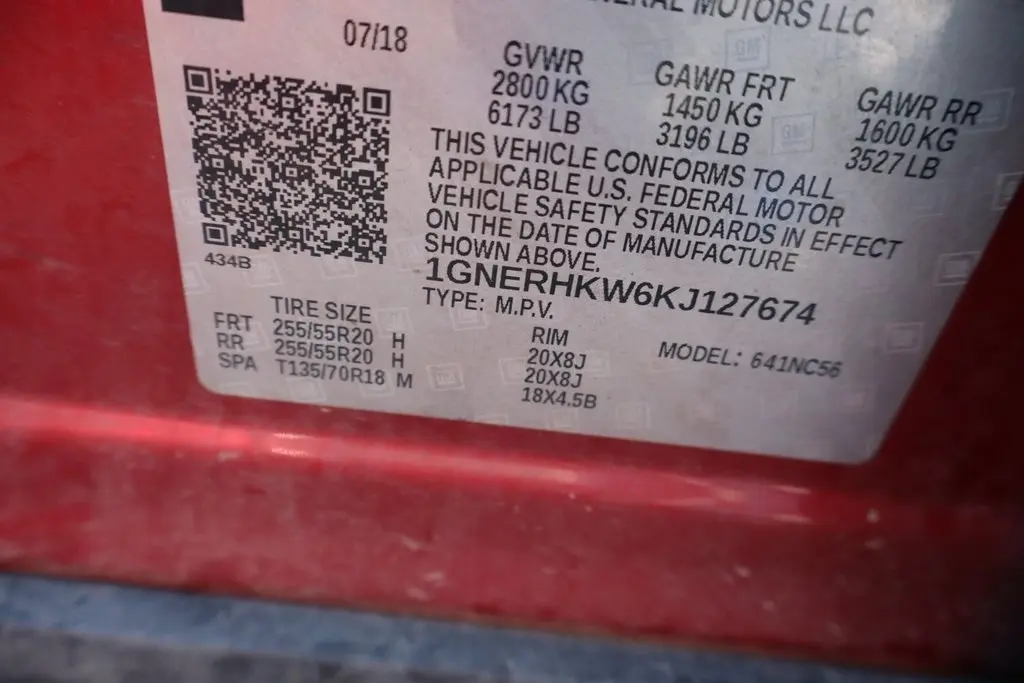 GENERAL MOTORS LLC
07/18
GVWR
2800 KG
6173 LB
GAWR FRT
1450 KG
3196 LB
GAWR RR
1600 KG
3527 LB
THIS VEHICLE CONFORMS TO ALL
APPLICABLE U.S. FEDERAL MOTOR
VEHICLE SAFETY STANDARDS IN EFFECT
ON THE DATE OF MANUFACTURE
SHOWN ABOVE.
434B
1GNERHKW6KJ127674
TYPE: M.P.V.
MODEL: 641NC56
TIRE SIZE RIM
FRT 255/55R20 H 20X8J
RR 255/55R20 H 20X8J
SPA T135/70R18 M 18X4.5B